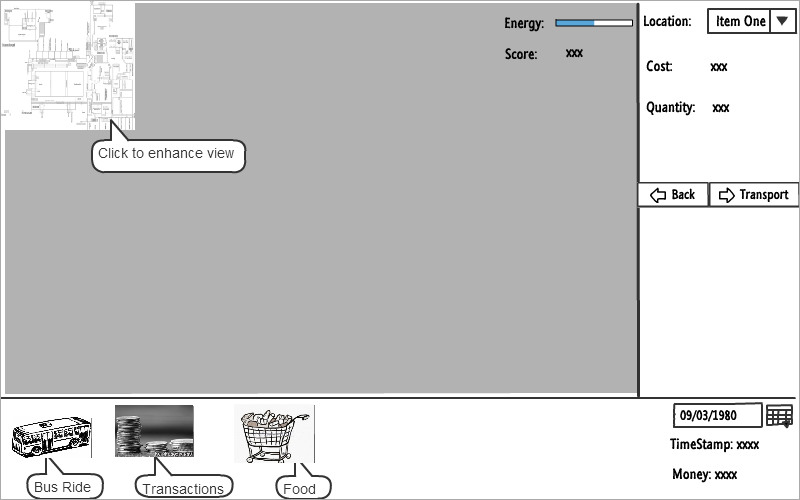 Energy:
Score: xxx
Location: Item One
Cost: xxx
Quantity: xxx
Click to enhance view
Back
Transport
09/03/1980
TimeStamp: xxxx
Money: xxxx
Bus Ride
Transactions
Food